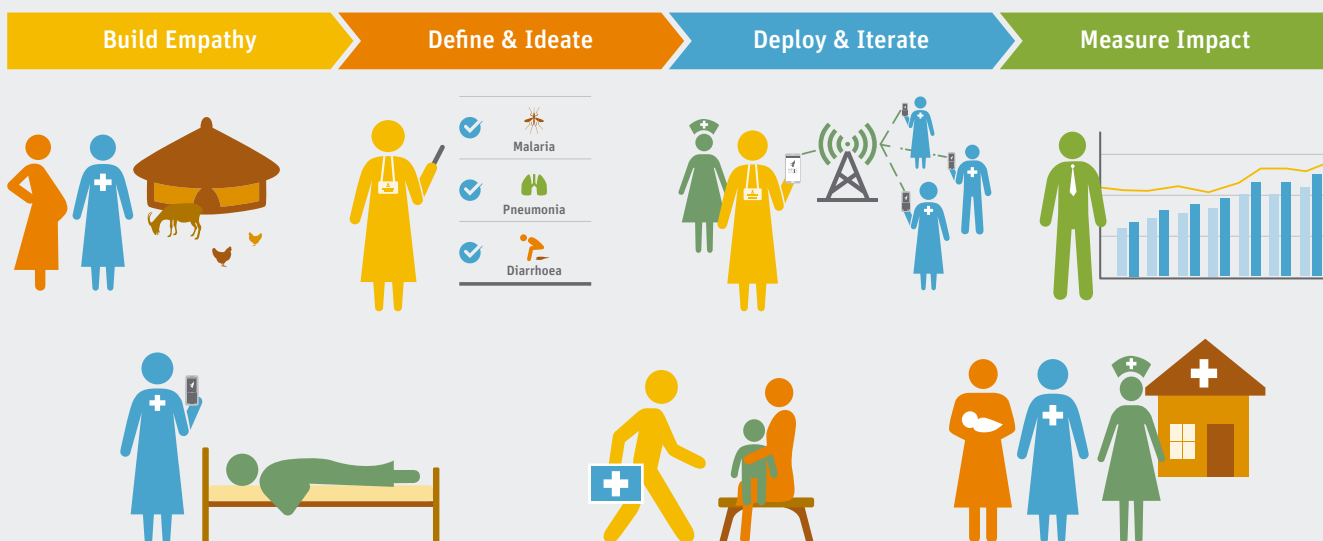 Build Empathy
Define & Ideate
Deploy & Iterate
Measure Impact
Malaria
Pneumonia
Diarrhoea